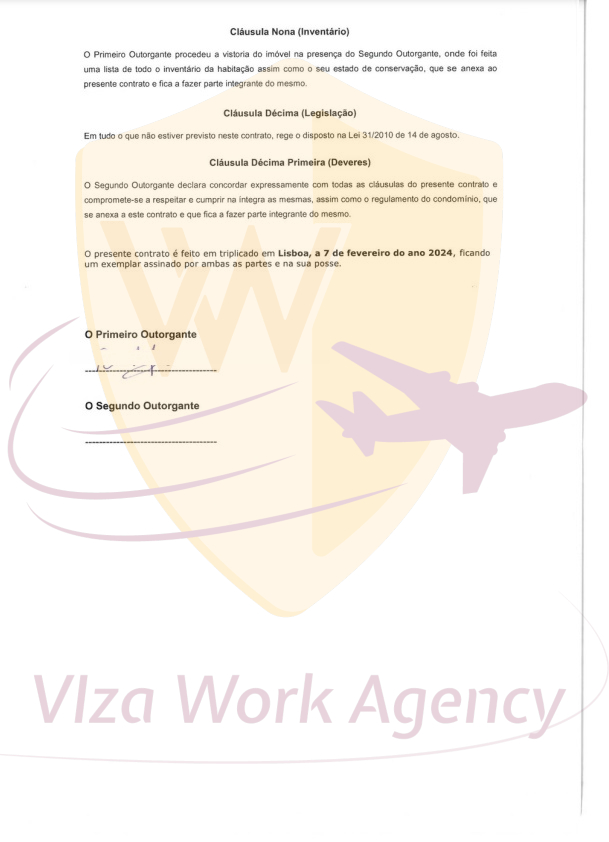 Cláusula Nona (Inventário)
O Primeiro Outorgante procedeu a vistoria do imóvel na presença do Segundo Outorgante, onde foi feita
uma lista de todo o inventário da habitação assim como o seu estado de conservação, que se anexa ao
presente contrato e fica a fazer parte integrante do mesmo.
Cláusula Décima (Legislação)
Em tudo o que não estiver previsto neste contrato, rege o disposto na Lei 31/2010 de 14 de agosto.
Cláusula Décima Primeira (Deveres)
O Segundo Outorgante declara concordar expressamente com todas as cláusulas do presente contrato e
compromete-se a respeitar e cumprir na íntegra as mesmas, assim como o regulamento do condomínio, que
se anexa a este contrato e que fica a fazer parte integrante do mesmo.
O presente contrato é feito em triplicado em Lisboa, a 7 de fevereiro do ano 2024, ficando
um exemplar assinado por ambas as partes e na sua posse.
O Primeiro Outorgante
O Segundo Outorgante
VIza Work Agency